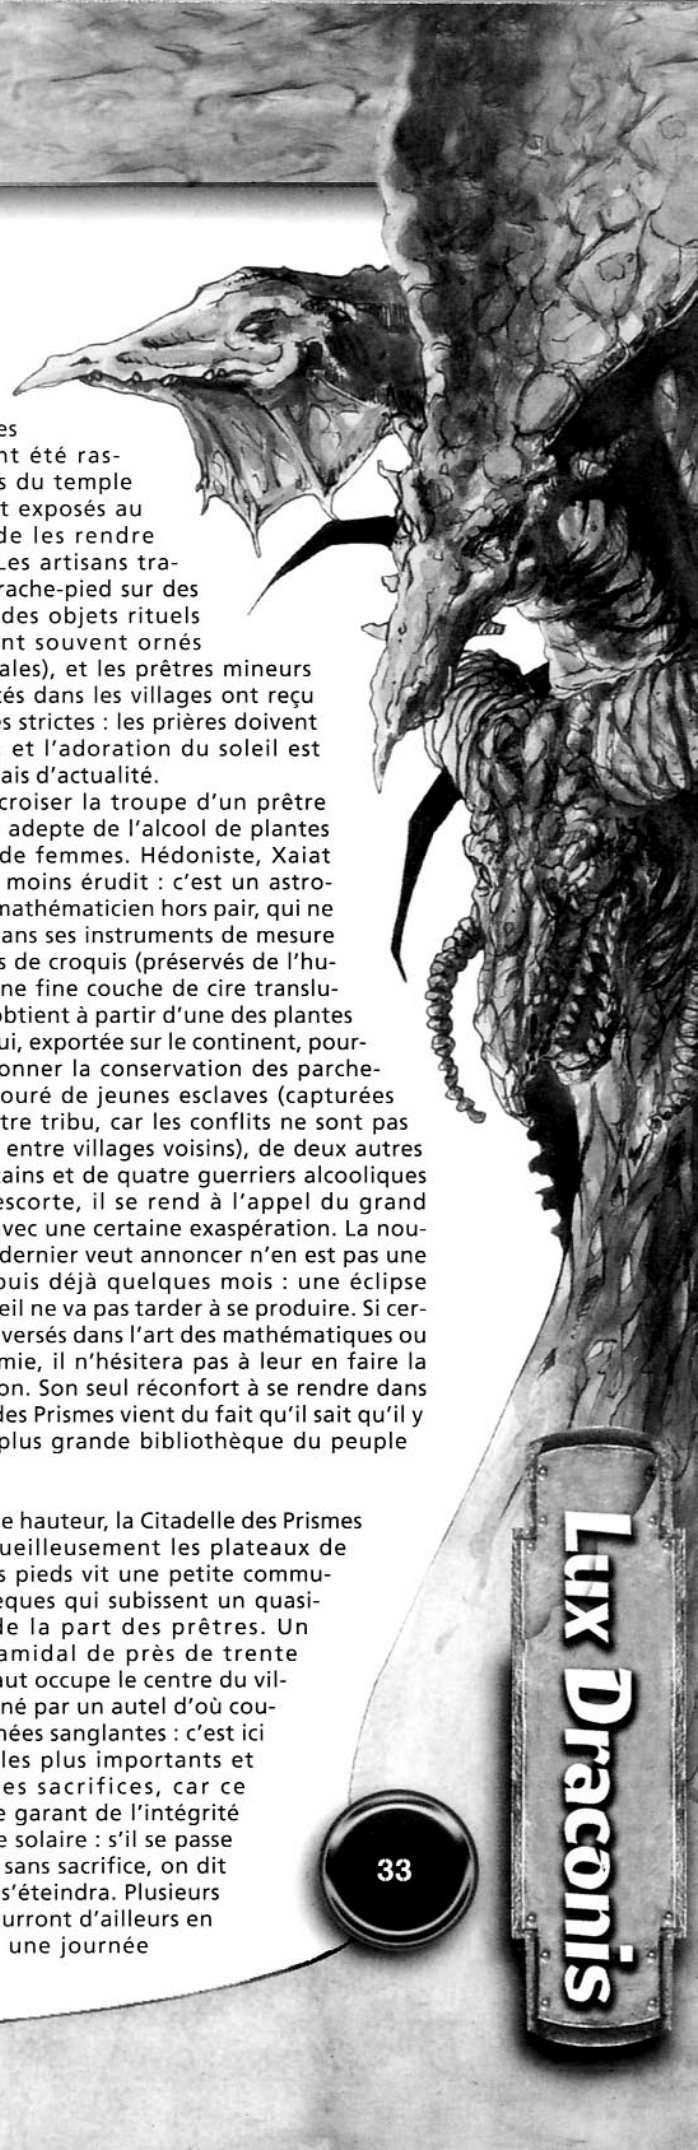 es
nt été ras-
s du temple
t exposés au
de les rendre
Les artisans tra-
rache-pied sur des
des objets rituels
nt souvent ornés
ales), et les prêtres mineurs
tés dans les villages ont reçu
es strictes : les prières doivent
, et l'adoration du soleil est
ais d'actualité.
croiser la troupe d'un prêtre
adepte de l'alcool de plantes
de femmes. Hédoniste, Xaiat
moins érudit : c'est un astro-
mathématicien hors pair, qui ne
ans ses instruments de mesure
s de croquis (préservés de l'hu-
ne fine couche de cire translu-
obtient à partir d'une des plantes
ui, exportée sur le continent, pour-
onner la conservation des parche-
ouré de jeunes esclaves (capturées
tre tribu, car les conflits ne sont pas
entre villages voisins), de deux autres
tains et de quatre guerriers alcooliques
escorte, il se rend à l'appel du grand
avec une certaine exaspération. La nou-
dernier veut annoncer n'en est pas une
puis déjà quelques mois : une éclipse
eil ne va pas tarder à se produire. Si cer-
versés dans l'art des mathématiques ou
mie, il n'hésitera pas à leur en faire la
on. Son seul réconfort à se rendre dans
des Prismes vient du fait qu'il sait qu'il y
plus grande bibliothèque du peuple
e hauteur, la Citadelle des Prismes
ueilleusement les plateaux de
s pieds vit une petite commu-
èques qui subissent un quasi-
de la part des prêtres. Un
amidal de près de trente
aut occupe le centre du vil-
né par un autel d'où cou-
nées sanglantes : c'est ici
les plus importants et
es sacrifices, car ce
e garant de l'intégrité
e solaire : s'il se passe
sans sacrifice, on dit
s'éteindra. Plusieurs
urront d'ailleurs en
une journée
33
Lux Draconis